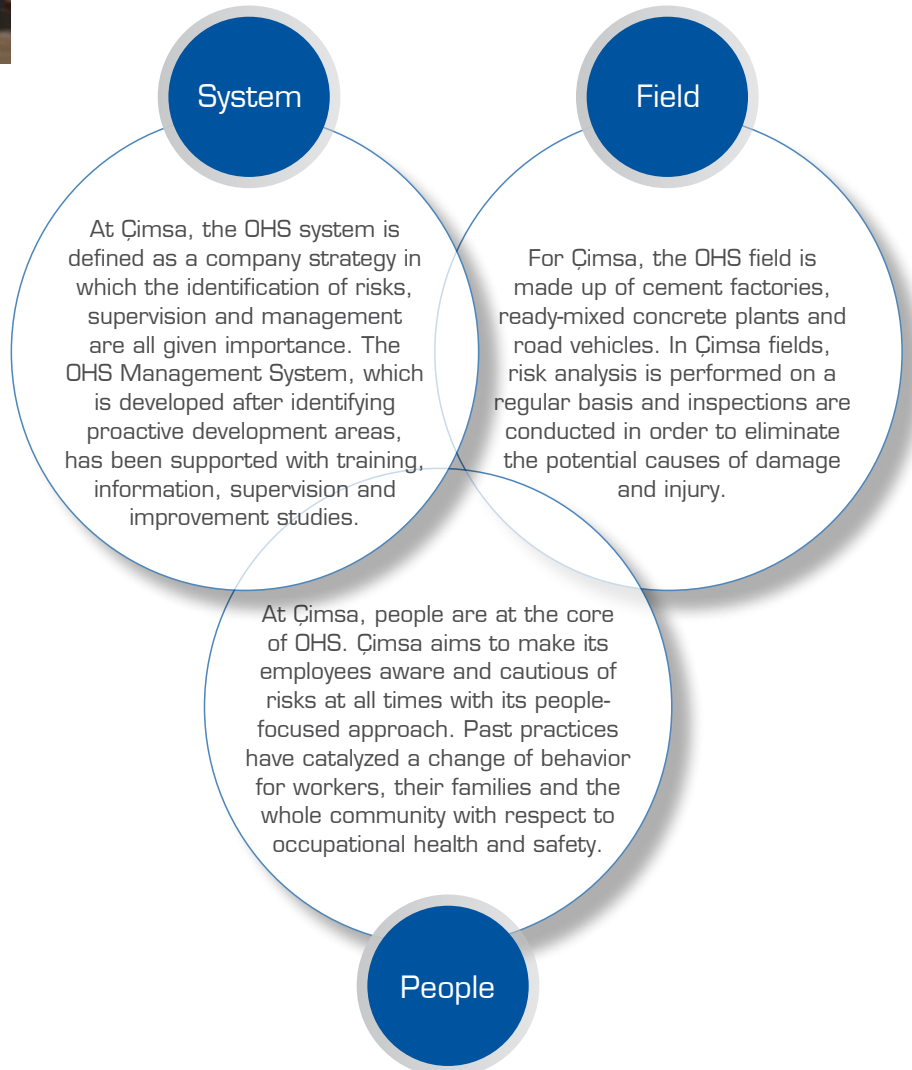 System
At Çimsa, the OHS system is
defined as a company strategy in
which the identification of risks,
supervision and management
are all given importance. The
OHS Management System, which
is developed after identifying
proactive development areas,
has been supported with training,
information, supervision and
improvement studies.
Field
For Çimsa, the OHS field is
made up of cement factories,
ready-mixed concrete plants and
road vehicles. In Çimsa fields,
risk analysis is performed on a
regular basis and inspections are
conducted in order to eliminate
the potential causes of damage
and injury.
At Çimsa, people are at the core
of OHS. Çimsa aims to make its
employees aware and cautious of
risks at all times with its people-
focused approach. Past practices
have catalyzed a change of behavior
for workers, their families and the
whole community with respect to
occupational health and safety.
People